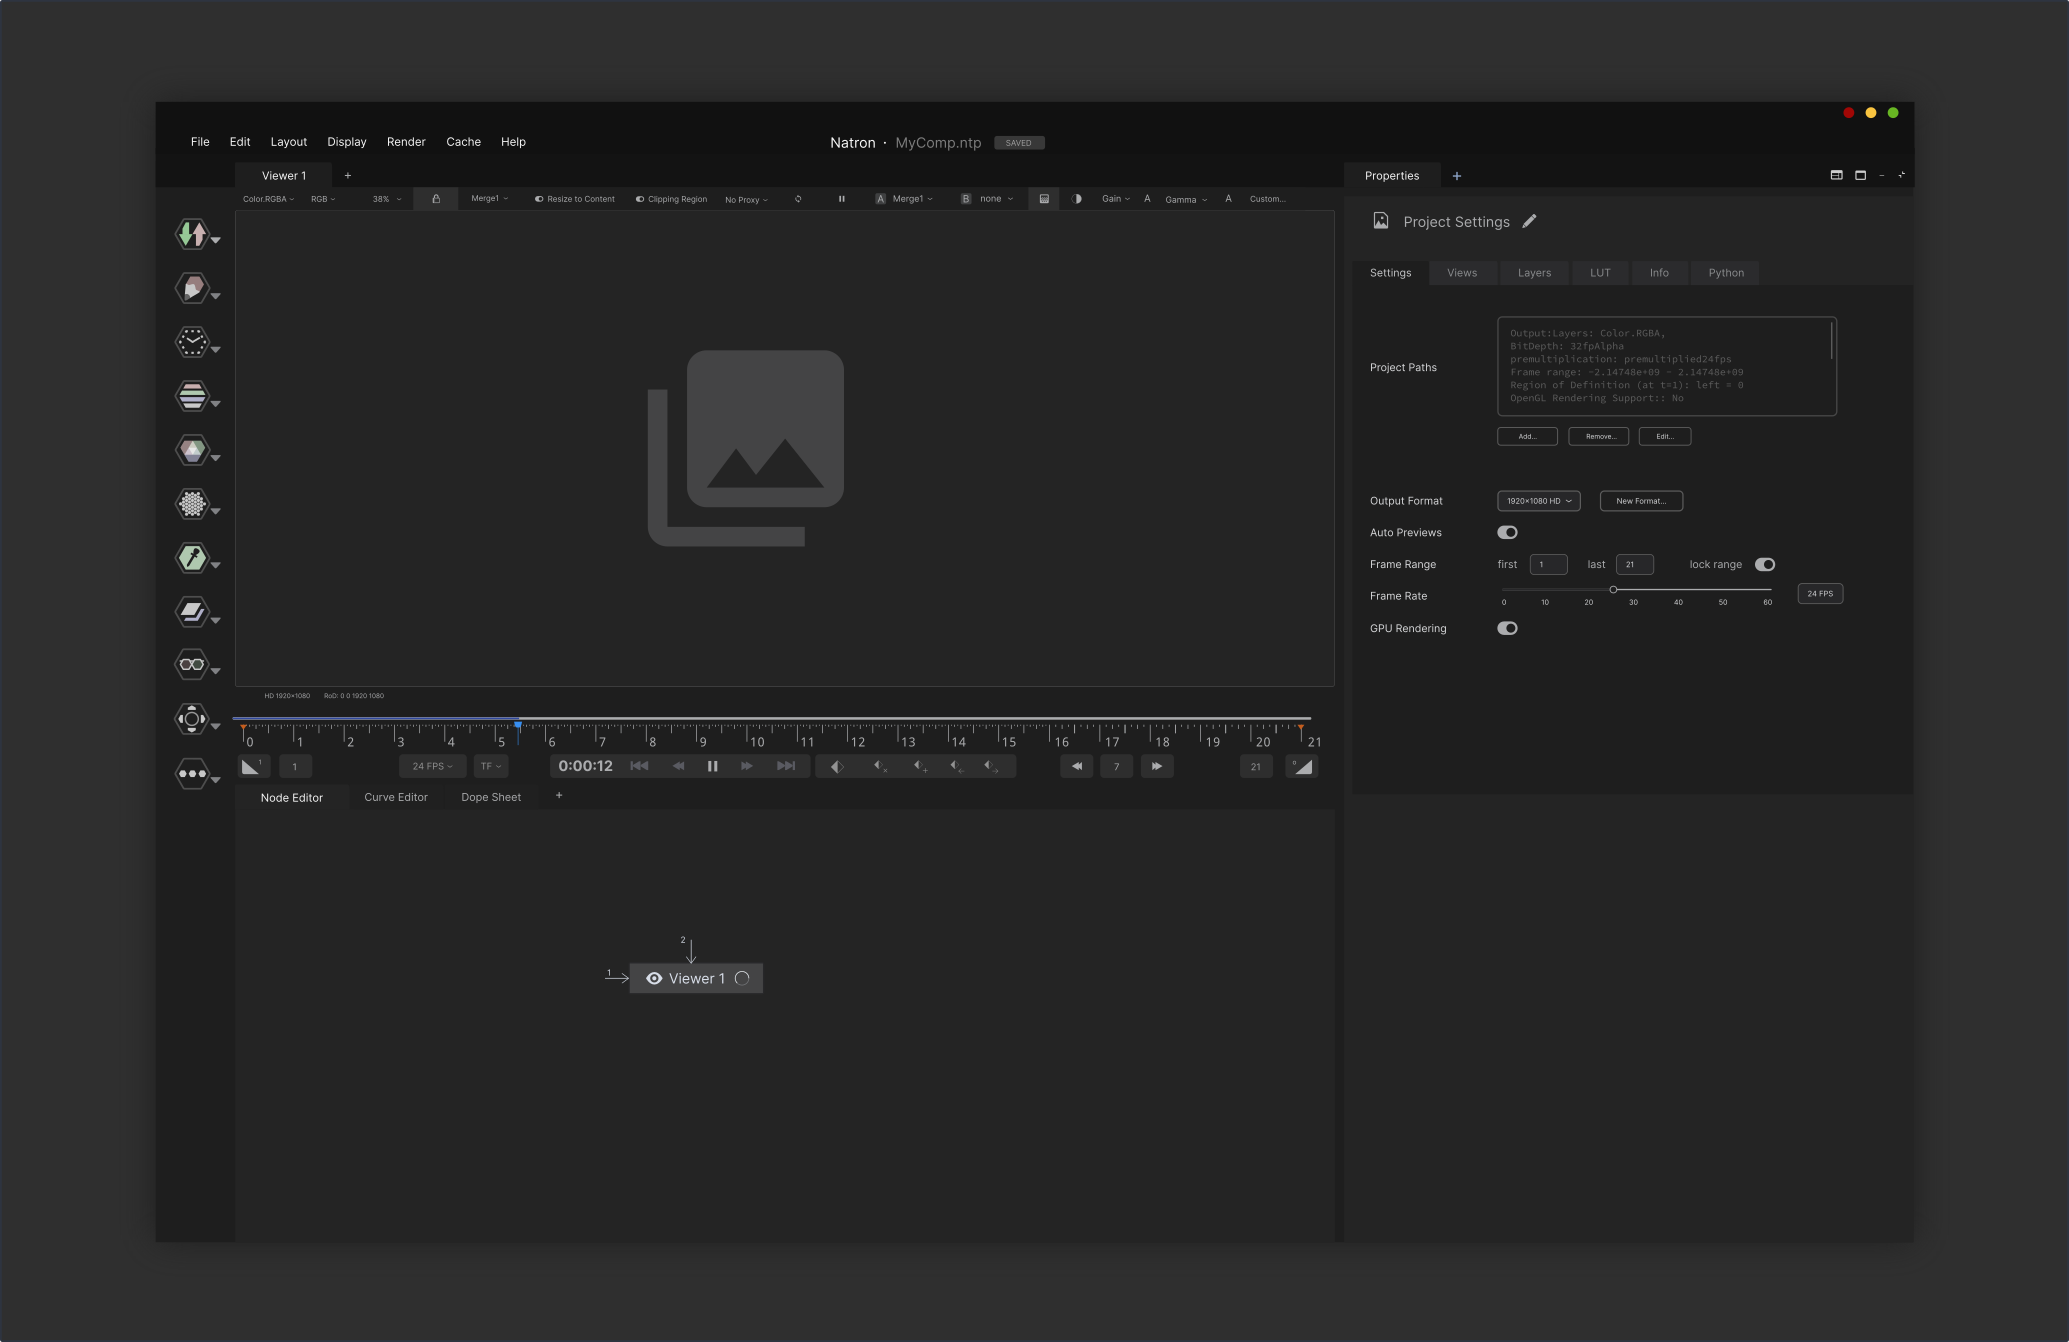 File Edit Layout Display Render Cache Help
Natron · MyComp.ntp SAVED
Viewer 1 +
Properties +
Color.RGBA RGB 38% Merge1 Resize to Content Clipping Region No Proxy A Merge1 B none Gain A Gamma A Custom...
Project Settings
Settings Views Layers LUT Info Python
Project Paths
Output:Layers: Color.RGBA,
BitDepth: 32fpAlpha
premultiplication: premultiplied24fps
Frame range: -2.14748e+09 - 2.14748e+09
Region of Definition (at t=1): left = 0
OpenGL Rendering Support:: No
Add... Remove... Edit...
Output Format 1920×1080 HD New Format...
Auto Previews
Frame Range first 1 last 21 lock range
Frame Rate 24 FPS
0 10 20 30 40 50 60
GPU Rendering
HD 1920×1080 RoD: 0 0 1920 1080
0 1 2 3 4 5 6 7 8 9 10 11 12 13 14 15 16 17 18 19 20 21
1 1 24 FPS TF 0:00:12 7 21 0
Node Editor Curve Editor Dope Sheet +
2
1 Viewer 1